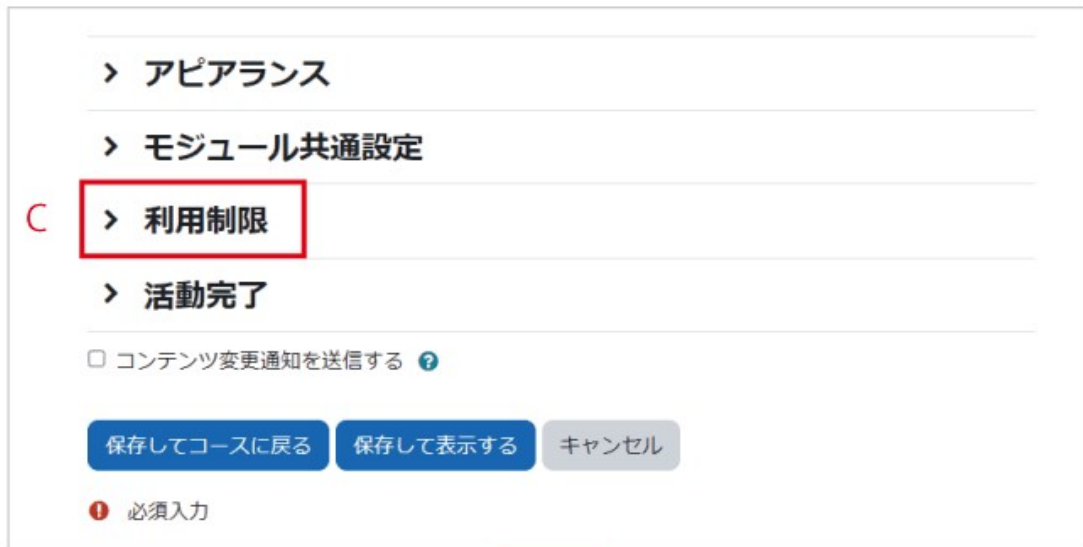 アピアランス
モジュール共通設定
C 利用制限
活動完了
コンテンツ変更通知を送信する
保存してコースに戻る 保存して表示する キャンセル
必須入力